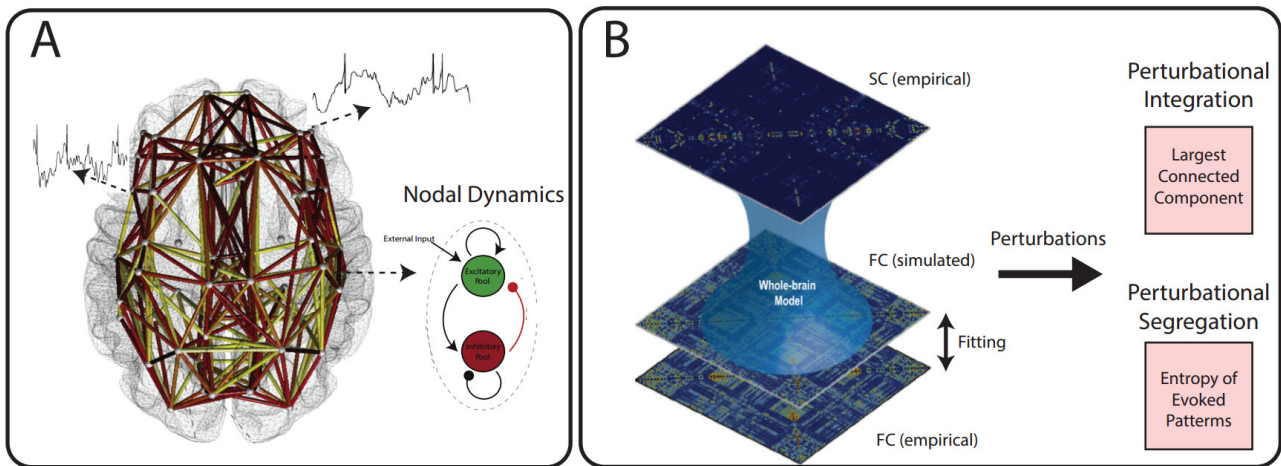 A
Nodal Dynamics
External Input
Excitatory
Pool
Inhibitory
Pool
B
SC (empirical)
FC (simulated)
Whole-brain
Model
Fitting
FC (empirical)
Perturbations
Perturbational
Integration
Largest
Connected
Component
Perturbational
Segregation
Entropy of
Evoked
Patterms